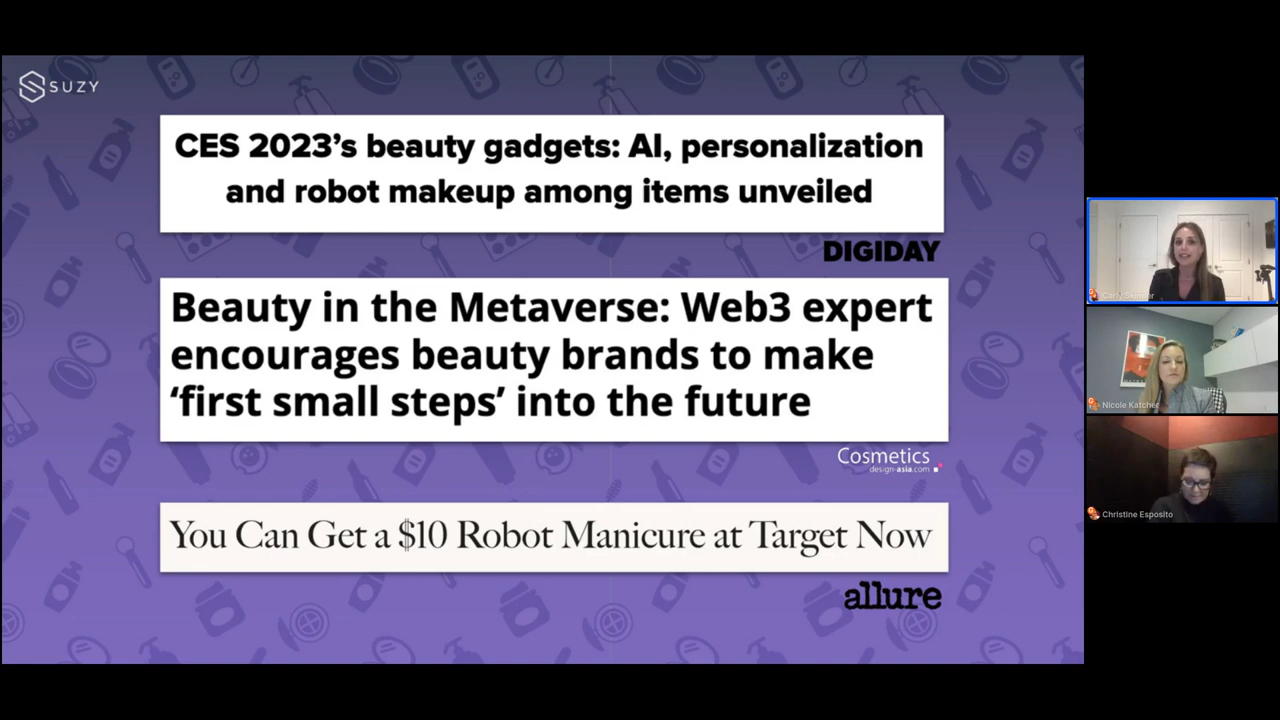 SUZY
CES 2023’s beauty gadgets: AI, personalization
and robot makeup among items unveiled
DIGIDAY
Beauty in the Metaverse: Web3 expert
encourages beauty brands to make
‘first small steps’ into the future
Cosmetics
design-asia.com
You Can Get a $10 Robot Manicure at Target Now
allure
Nicole Katcher
Christine Esposito